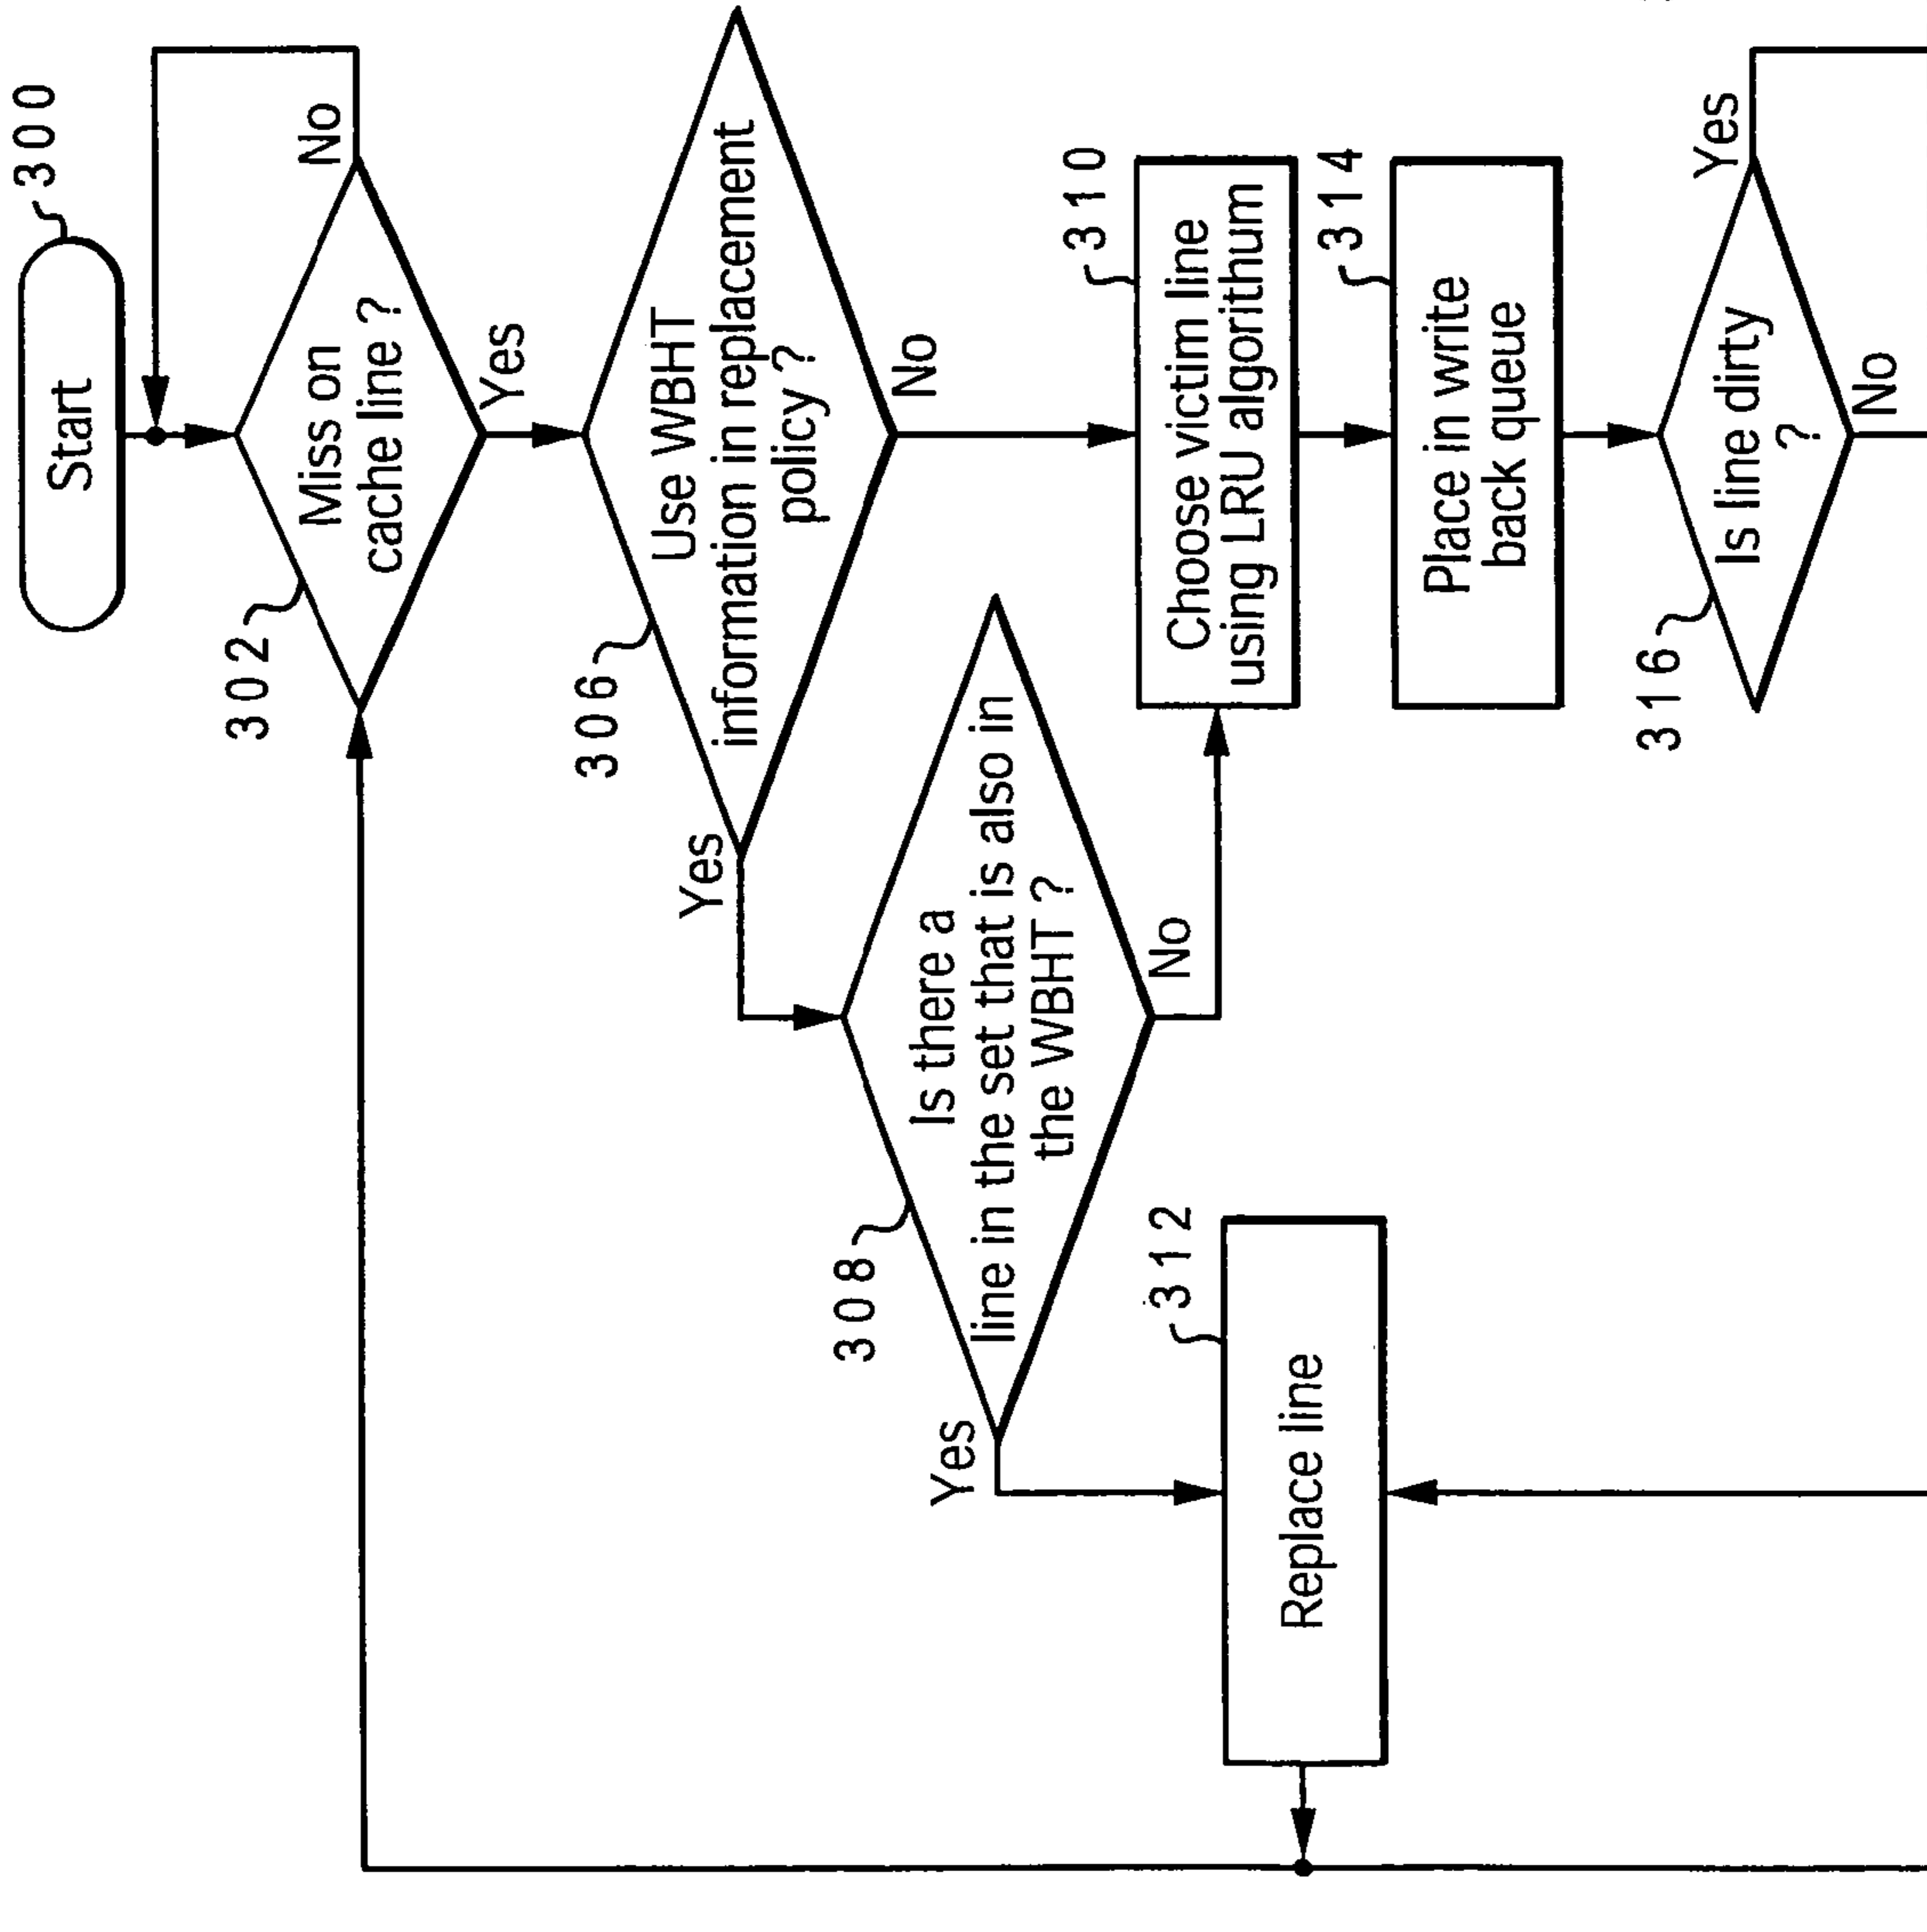 Start
300
302
Miss on
cache line ?
No
Yes
306
Use WBHT
information in replacement
policy ?
Yes
No
308
Is there a
line in the set that is also in
the WBHT ?
Yes
No
310
Choose victim line
using LRU algorithum
312
Replace line
314
Place in write
back queue
316
Is line dirty
?
Yes
No